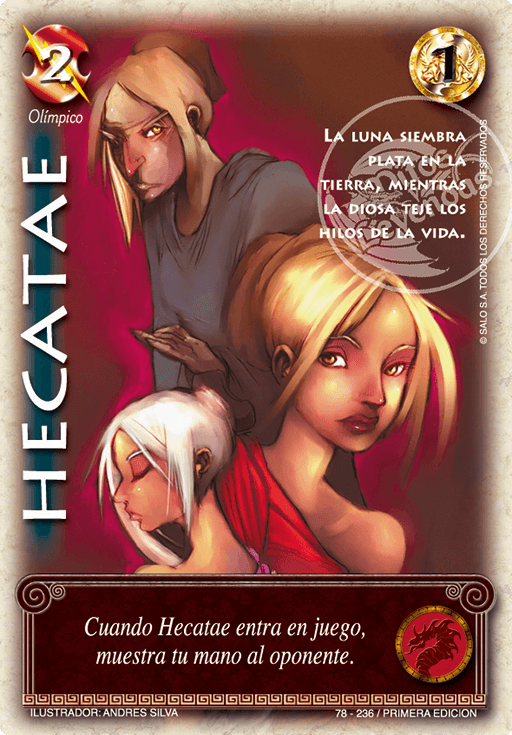 2
1
Olímpico
HECATAE
LA LUNA SIEMBRA
PLATA EN LA
TIERRA, MIENTRAS
LA DIOSA TEJE LOS
HILOS DE LA VIDA.
© SALO S.A. TODOS LOS DERECHOS RESERVADOS
Cuando Hecatae entra en juego,
muestra tu mano al oponente.
ILUSTRADOR: ANDRES SILVA
78 - 236 / PRIMERA EDICION